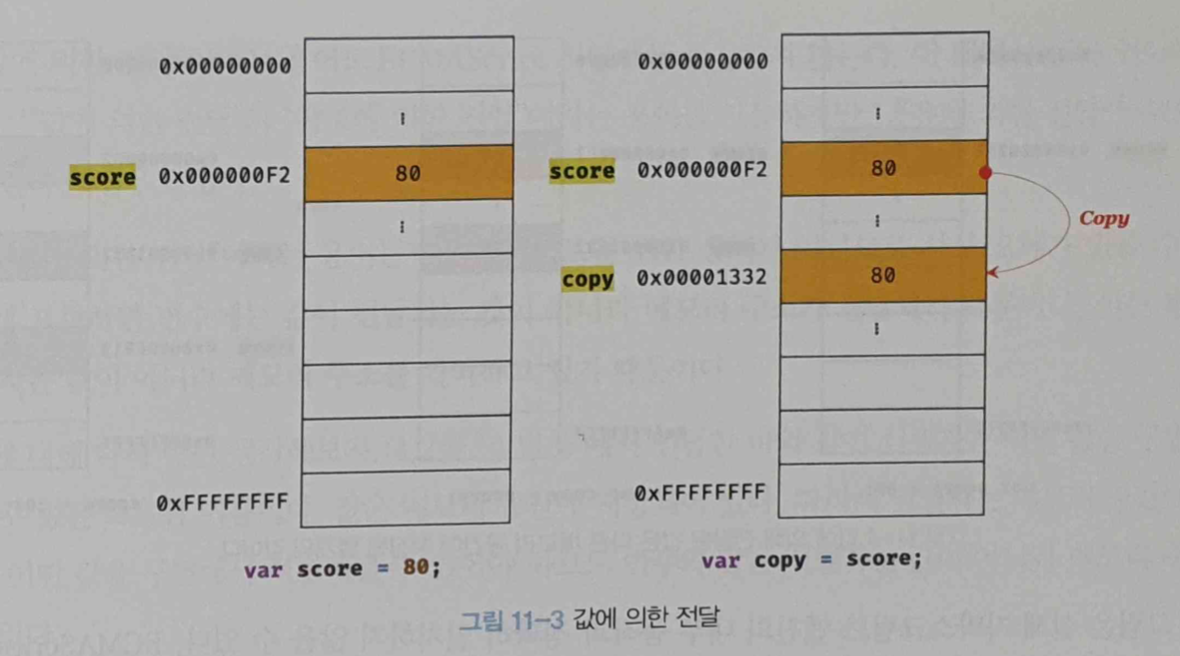 0x00000000
⁞
score 0x000000F2 80
⁞
0xFFFFFFFF
var score = 80;
0x00000000
⁞
score 0x000000F2 80
⁞
Copy
copy 0x00001332 80
⁞
0xFFFFFFFF
var copy = score;
그림 11-3 값에 의한 전달